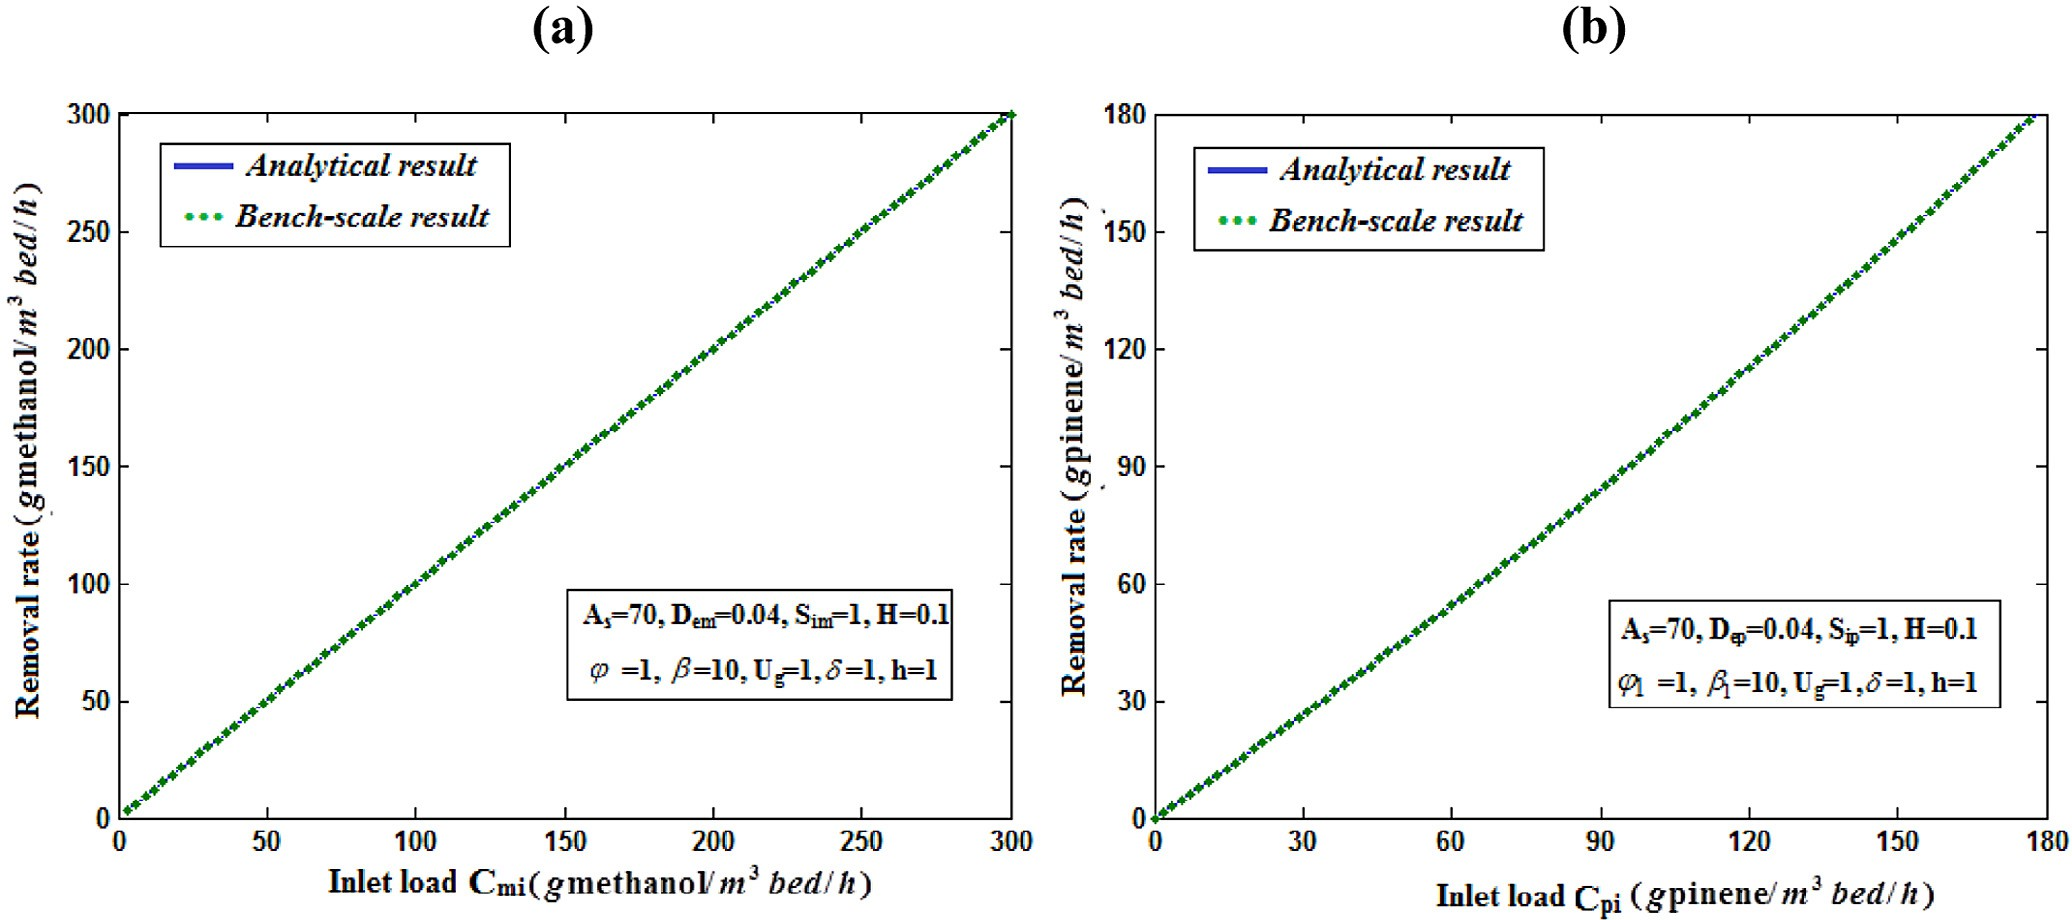 (a)
300
250
200
150
100
50
0
0 50 100 150 200 250 300
Removal rate (gmethanol/m³ bed/h)
Inlet load Cmi(gmethanol/m³ bed/h)
Analytical result
Bench-scale result
As=70, Dem=0.04, Sim=1, H=0.1
φ =1, β=10, Ug=1, δ=1, h=1
(b)
180
150
120
90
60
30
0
0 30 60 90 120 150 180
Removal rate (gpinene/m³ bed/h)
Inlet load Cpi (gpinene/m³ bed/h)
Analytical result
Bench-scale result
As=70, Dep=0.04, Sip=1, H=0.1
φ1 =1, β1=10, Ug=1,δ=1, h=1